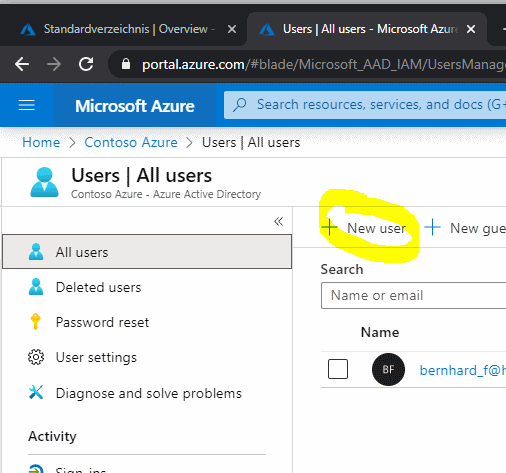 Standardverzeichnis | Overview -
Users | All users - Microsoft Azur
portal.azure.com/#blade/Microsoft_AAD_IAM/UsersManage
Microsoft Azure
Search resources, services, and docs (G+
Home > Contoso Azure > Users | All users
Users | All users
Contoso Azure - Azure Active Directory
«
+ New user
+ New gue
All users
Deleted users
Password reset
User settings
Diagnose and solve problems
Activity
Sign-ins
Search
Name or email
Name
BF
bernhard_f@h